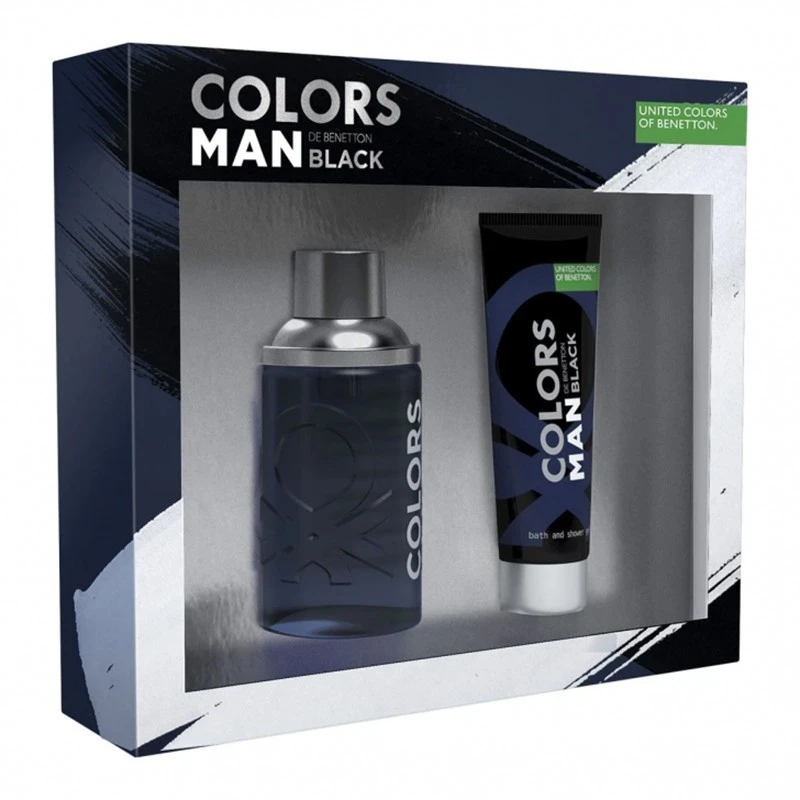 COLORS
MAN DE BENETTON BLACK
UNITED COLORS
OF BENETTON.
COLORS
UNITED COLORS
OF BENETTON.
COLORS
DE BENETTON
MAN BLACK
bath and shower